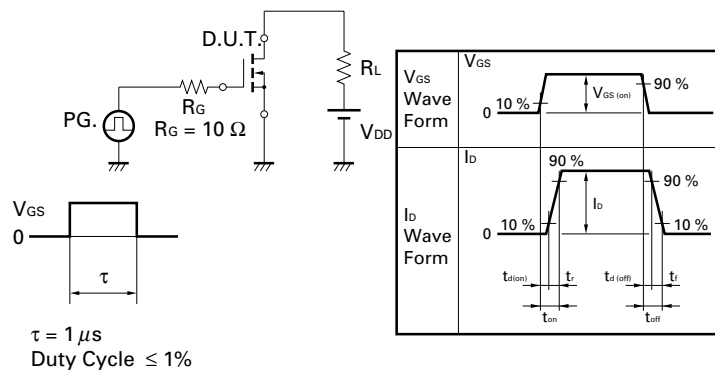 D.U.T.
RL
RG
PG.
RG = 10 Ω
VDD
VGS
0
τ
τ = 1 μs
Duty Cycle ≤ 1%
VGS
Wave
Form
VGS
10 %
0
VGS (on)
90 %
ID
Wave
Form
ID
90 %
90 %
ID
10 %
10 %
0
td(on)
tr
td (off)
tf
ton
toff